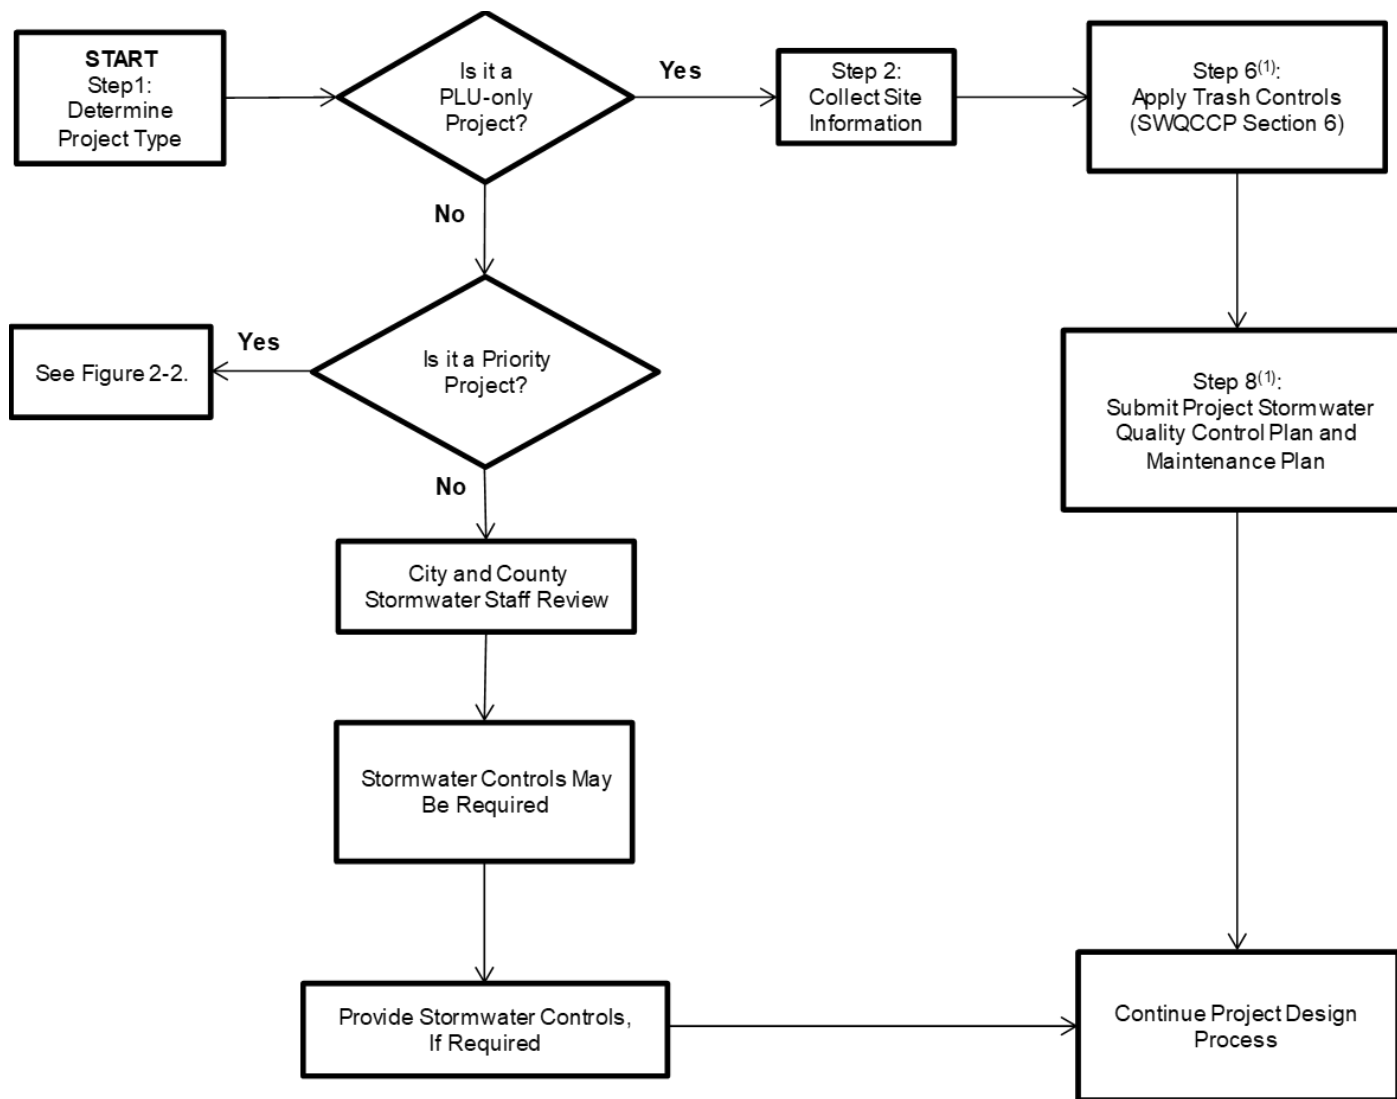 START
Step1:
Determine
Project Type
Is it a
PLU-only
Project?
Yes
Step 2:
Collect Site
Information
Step 6(1):
Apply Trash Controls
(SWQCCP Section 6)
No
See Figure 2-2.
Yes
Is it a Priority
Project?
Step 8(1):
Submit Project Stormwater
Quality Control Plan and
Maintenance Plan
No
City and County
Stormwater Staff Review
Stormwater Controls May
Be Required
Provide Stormwater Controls,
If Required
Continue Project Design
Process